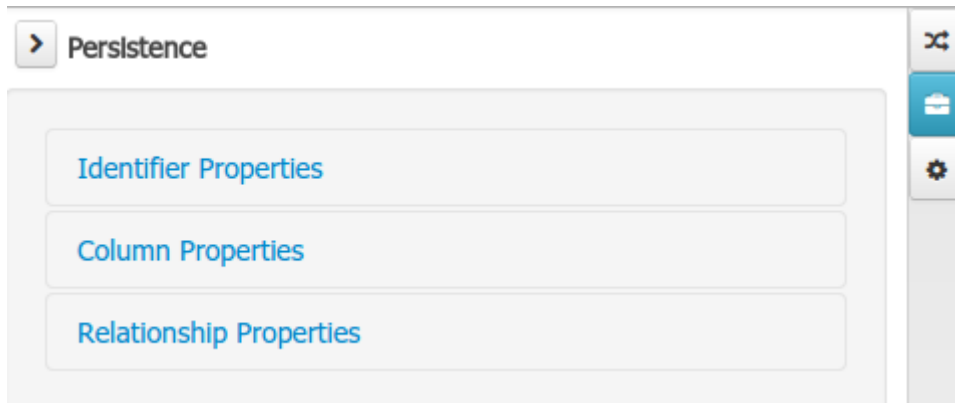 Persistence
Identifier Properties
Column Properties
Relationship Properties